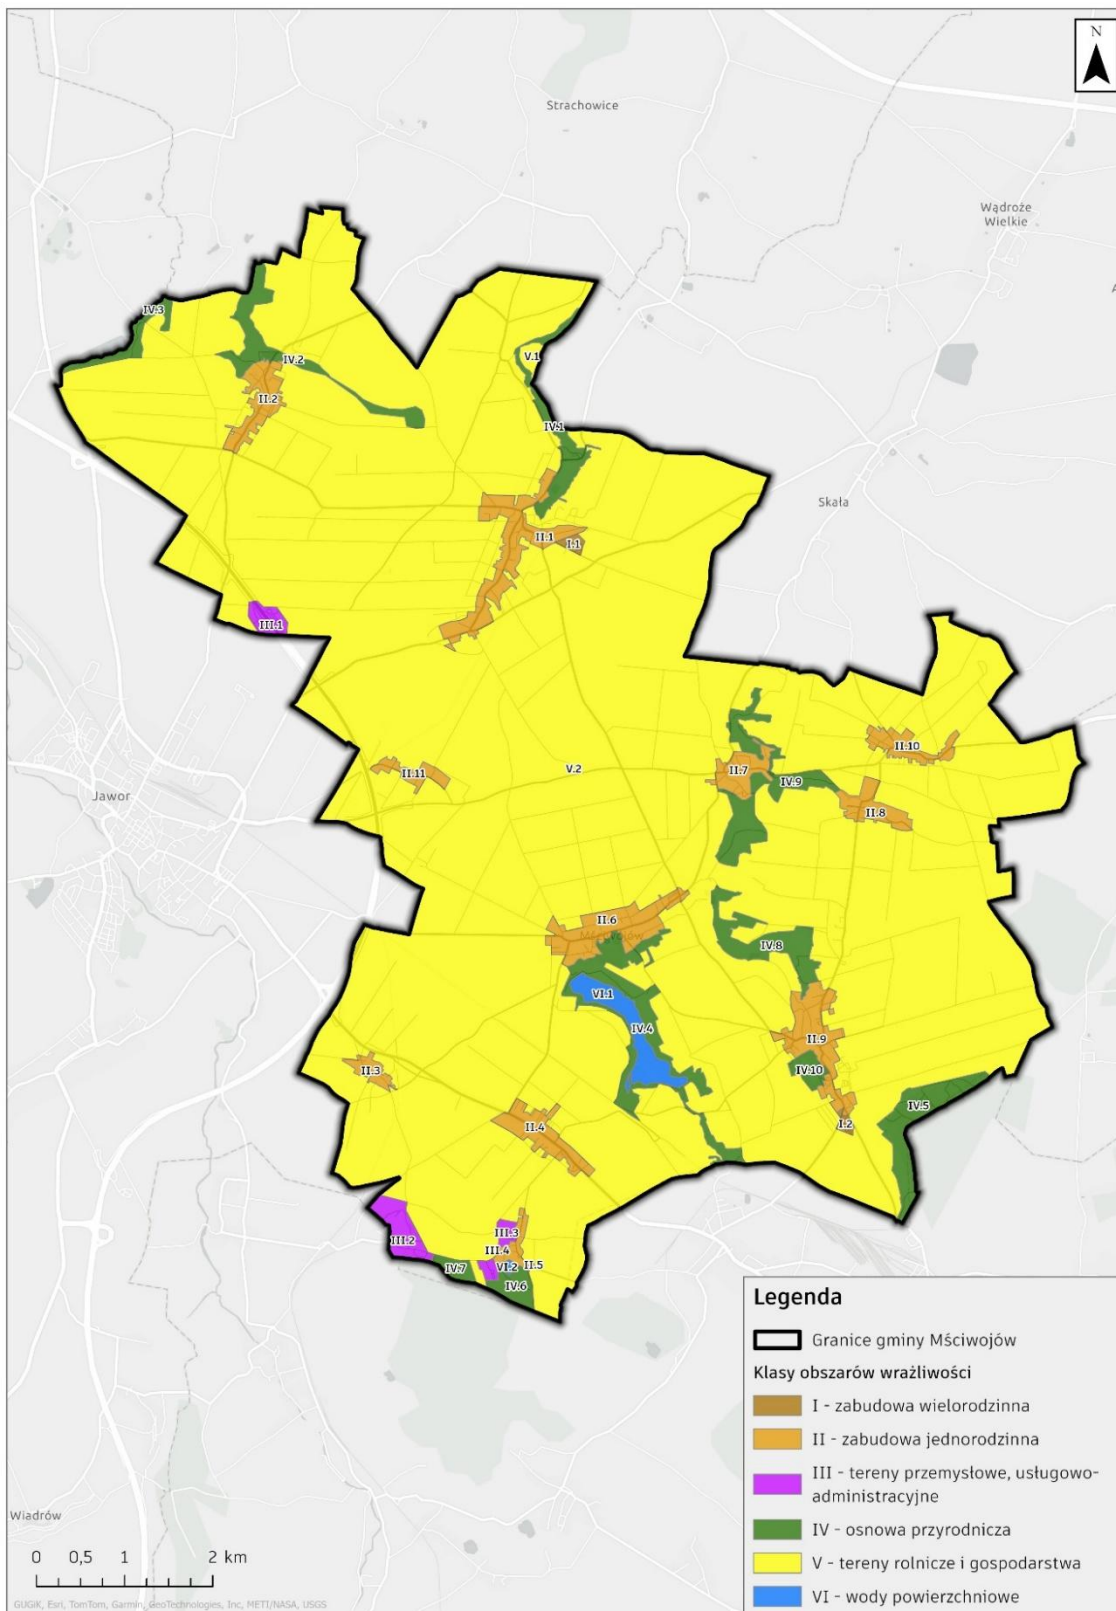 N
Strachowice
Wądroże
Wielkie
IV.3
V.1
IV.2
II.2
IV.1
Skała
II.1
I.1
III.1
II.10
II.7
V.2
II.11
IV.9
Jawor
II.8
II.6
Mściwojów
IV.8
VI.1
IV.4
II.9
II.3
IV.10
IV.5
I.2
II.4
III.3
III.2
III.4
IV.7
VI.2
II.5
IV.6
Legenda
Granice gminy Mściwojów
Klasy obszarów wrażliwości
I - zabudowa wielorodzinna
II - zabudowa jednorodzinna
III - tereny przemysłowe, usługowo-
administracyjne
IV - osnowa przyrodnicza
V - tereny rolnicze i gospodarstwa
VI - wody powierzchniowe
Wiadrów
0 0,5 1 2 km
GUGIK, Esri, TomTom, Garmin, GeoTechnologies, Inc, METI/NASA, USGS